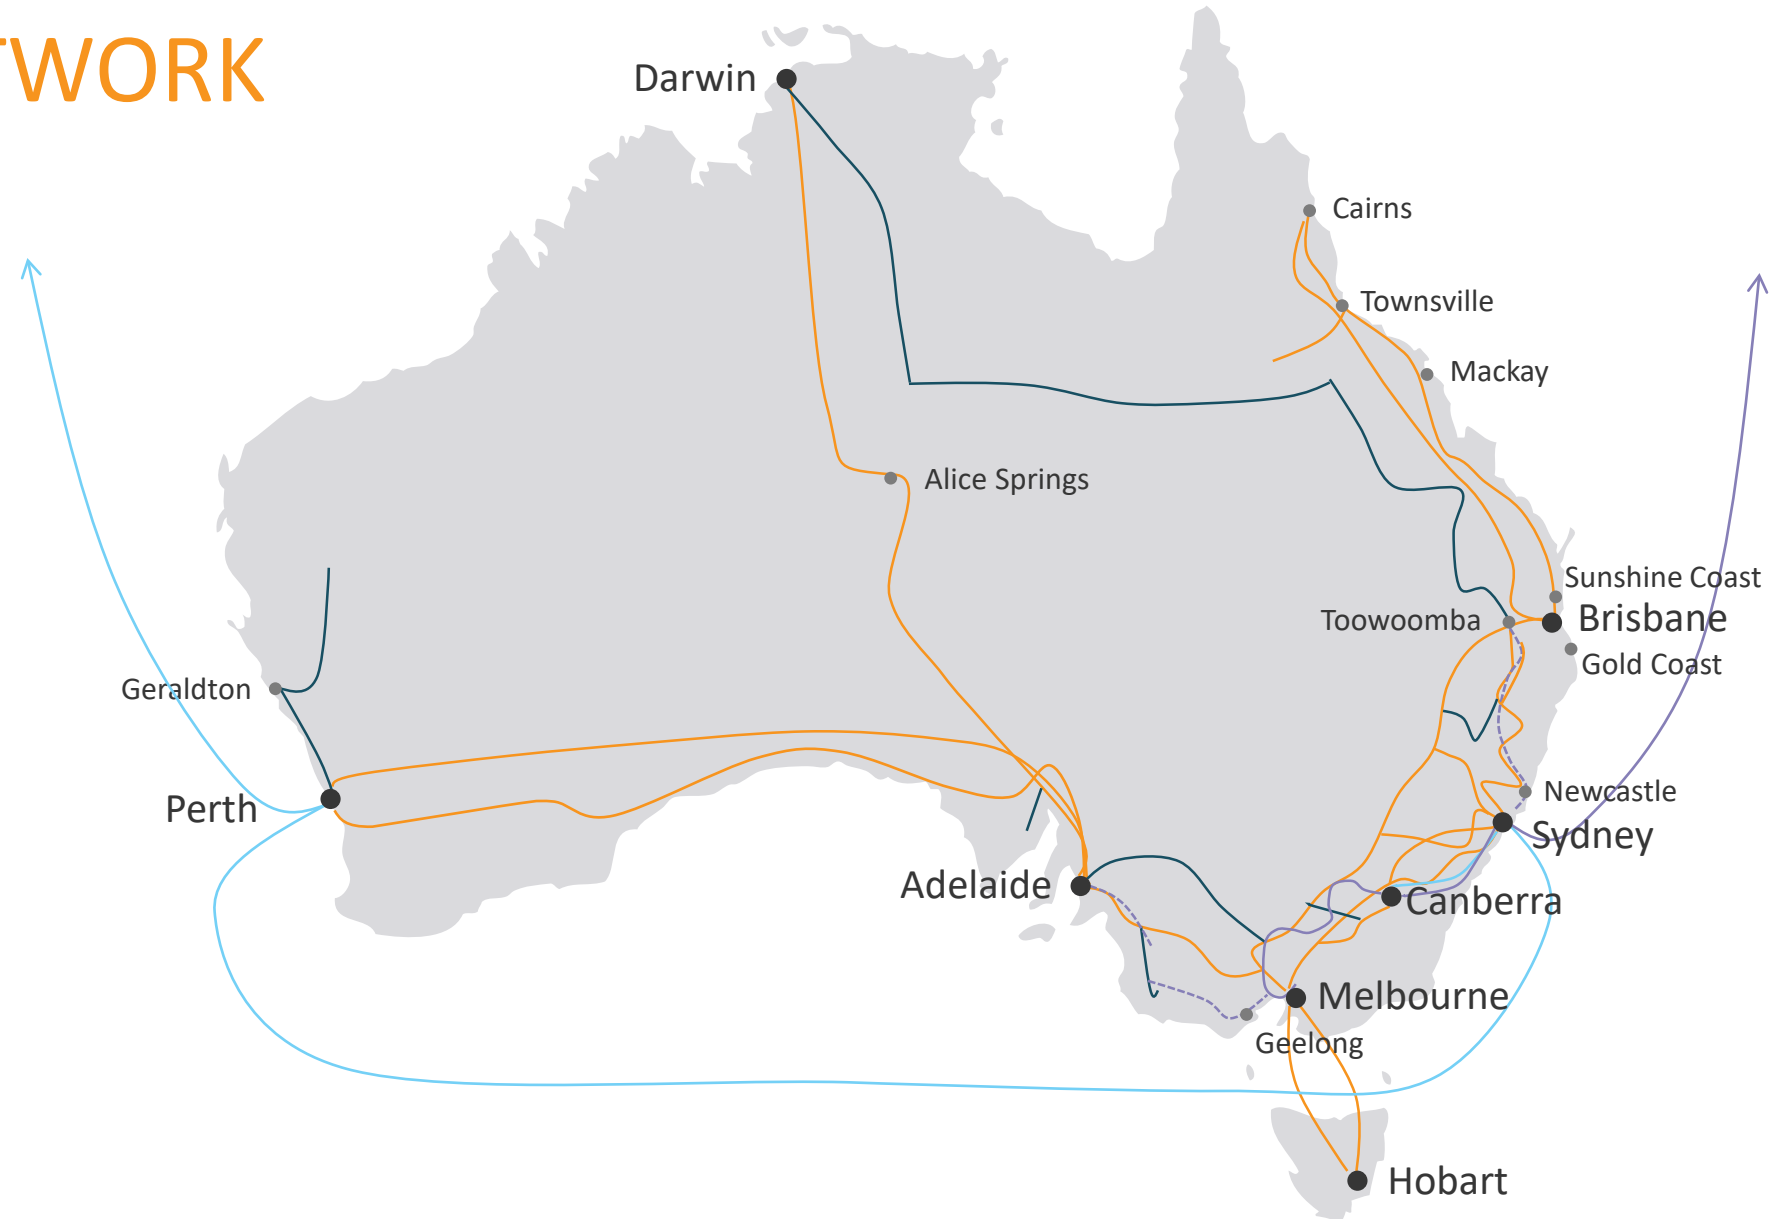 TWORK
Darwin
Cairns
Townsville
Mackay
Alice Springs
Sunshine Coast
Toowoomba
Brisbane
Gold Coast
Geraldton
Newcastle
Perth
Sydney
Adelaide
Canberra
Melbourne
Geelong
Hobart